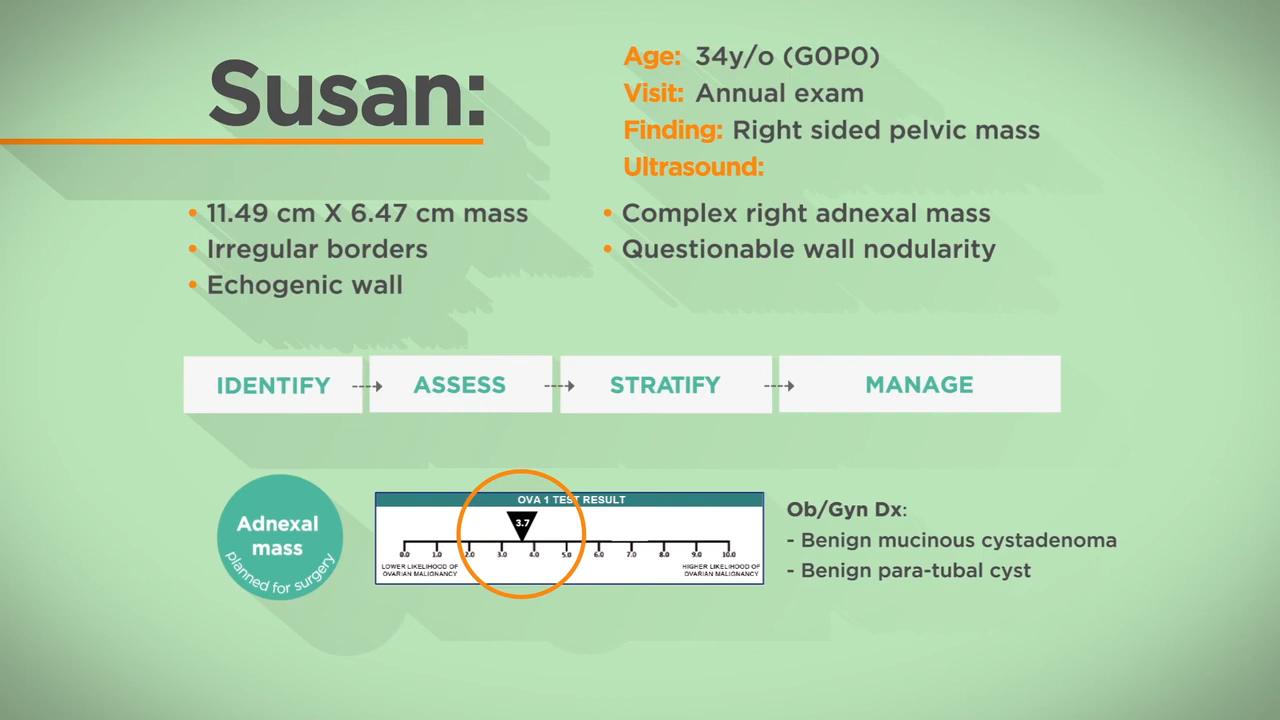 Susan:
Age: 34y/o (G0P0)
Visit: Annual exam
Finding: Right sided pelvic mass
Ultrasound:
• 11.49 cm X 6.47 cm mass
• Irregular borders
• Echogenic wall
• Complex right adnexal mass
• Questionable wall nodularity
IDENTIFY
ASSESS
STRATIFY
MANAGE
Adnexal
mass
planned for surgery
OVA 1 TEST RESULT
3.7
0.0 1.0 2.0 3.0 4.0 5.0 6.0 7.0 8.0 9.0 10.0
LOWER LIKELIHOOD OF
OVARIAN MALIGNANCY
HIGHER LIKELIHOOD OF
OVARIAN MALIGNANCY
Ob/Gyn Dx:
- Benign mucinous cystadenoma
- Benign para-tubal cyst